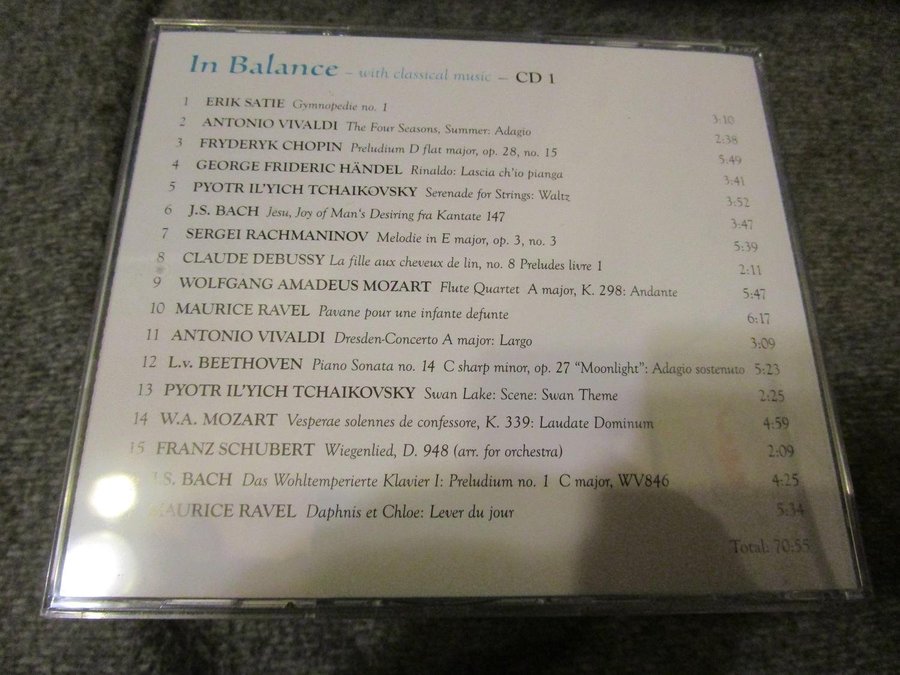 In Balance – with classical music – CD 1
1 ERIK SATIE Gymnopedie no. 1 3:10
2 ANTONIO VIVALDI The Four Seasons, Summer: Adagio 2:38
3 FRYDERYK CHOPIN Preludium D flat major, op. 28, no. 15 5:49
4 GEORGE FRIDERIC HÄNDEL Rinaldo: Lascia ch'io pianga 3:41
5 PYOTR IL'YICH TCHAIKOVSKY Serenade for Strings: Waltz 3:52
6 J.S. BACH Jesu, Joy of Man's Desiring fra Kantate 147 3:47
7 SERGEI RACHMANINOV Melodie in E major, op. 3, no. 3 5:39
8 CLAUDE DEBUSSY La fille aux cheveux de lin, no. 8 Preludes livre 1 2:11
9 WOLFGANG AMADEUS MOZART Flute Quartet A major, K. 298: Andante 5:47
10 MAURICE RAVEL Pavane pour une infante defunte 6:17
11 ANTONIO VIVALDI Dresden-Concerto A major: Largo 3:09
12 L.v. BEETHOVEN Piano Sonata no. 14 C sharp minor, op. 27 "Moonlight": Adagio sostenuto 5:23
13 PYOTR IL'YICH TCHAIKOVSKY Swan Lake: Scene: Swan Theme 2:25
14 W.A. MOZART Vesperae solennes de confessore, K. 339: Laudate Dominum 4:59
15 FRANZ SCHUBERT Wiegenlied, D. 948 (arr. for orchestra) 2:09
J.S. BACH Das Wohltemperierte Klavier I: Preludium no. 1 C major, WV846 4:25
MAURICE RAVEL Daphnis et Chloe: Lever du jour 5:34
Total: 70:55